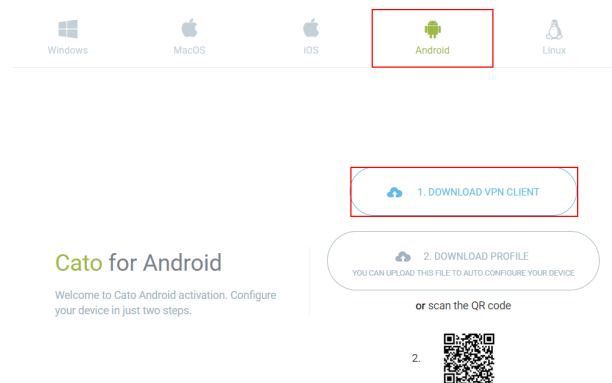 Windows
MacOS
iOS
Android
Linux
1. DOWNLOAD VPN CLIENT
2. DOWNLOAD PROFILE
YOU CAN UPLOAD THIS FILE TO AUTO CONFIGURE YOUR DEVICE
Cato for Android
Welcome to Cato Android activation. Configure
your device in just two steps.
or scan the QR code
2.